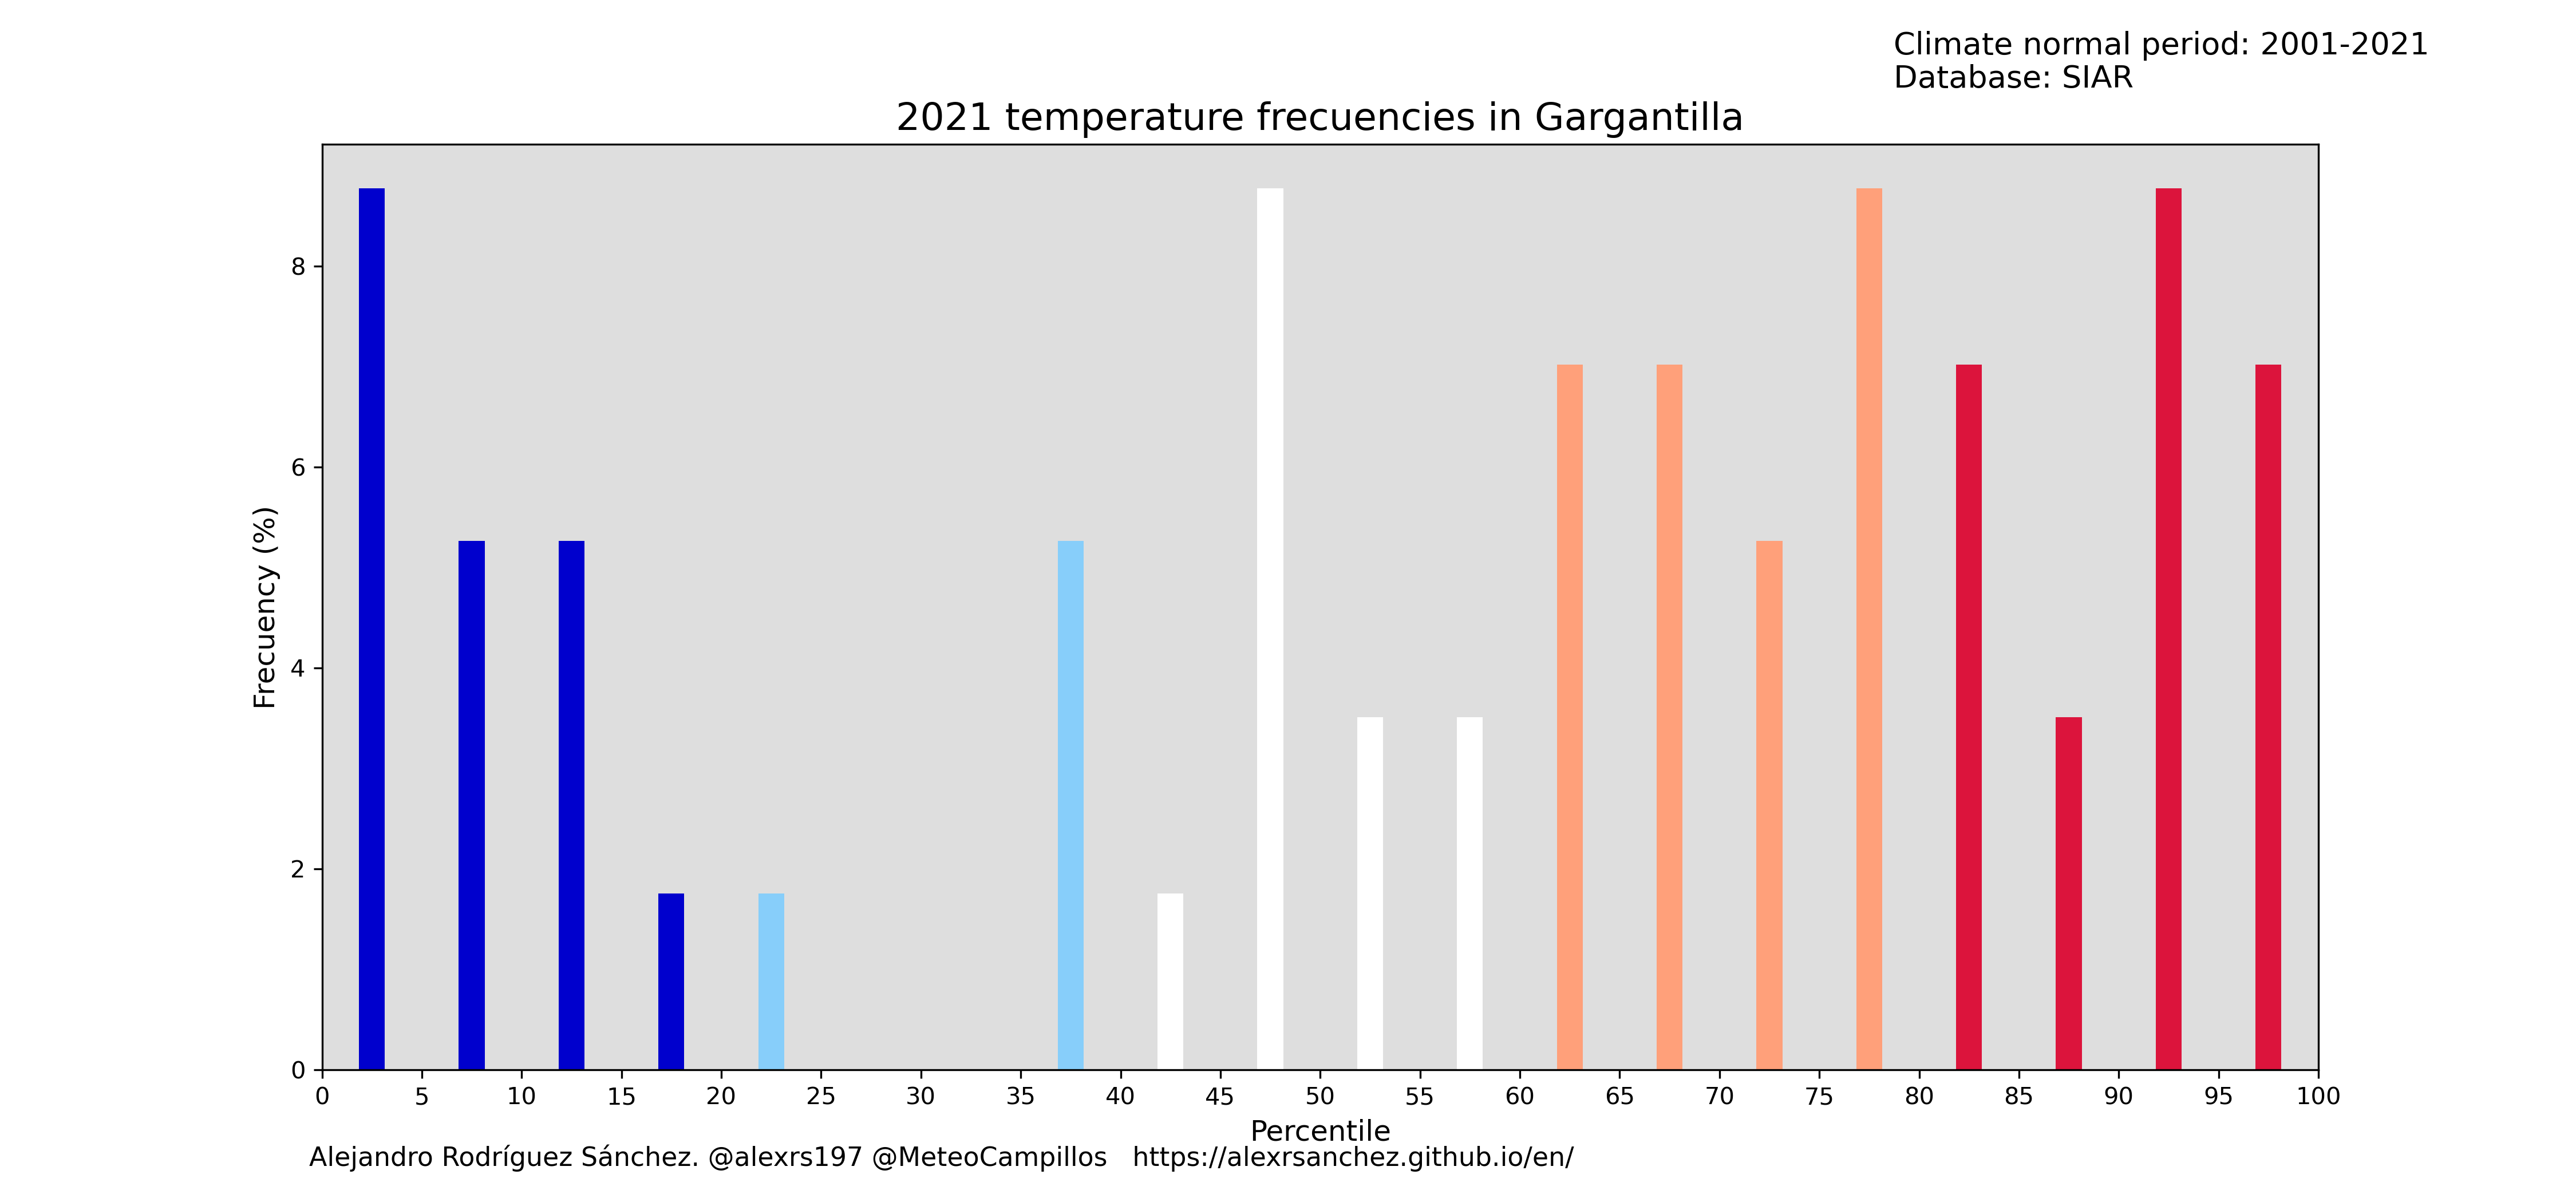 Climate normal period: 2001-2021
Database: SIAR
2021 temperature frecuencies in Gargantilla
8
6
4
2
0
Frecuency (%)
0 5 10 15 20 25 30 35 40 45 50 55 60 65 70 75 80 85 90 95 100
Percentile
Alejandro Rodríguez Sánchez. @alexrs197 @MeteoCampillos https://alexrsanchez.github.io/en/